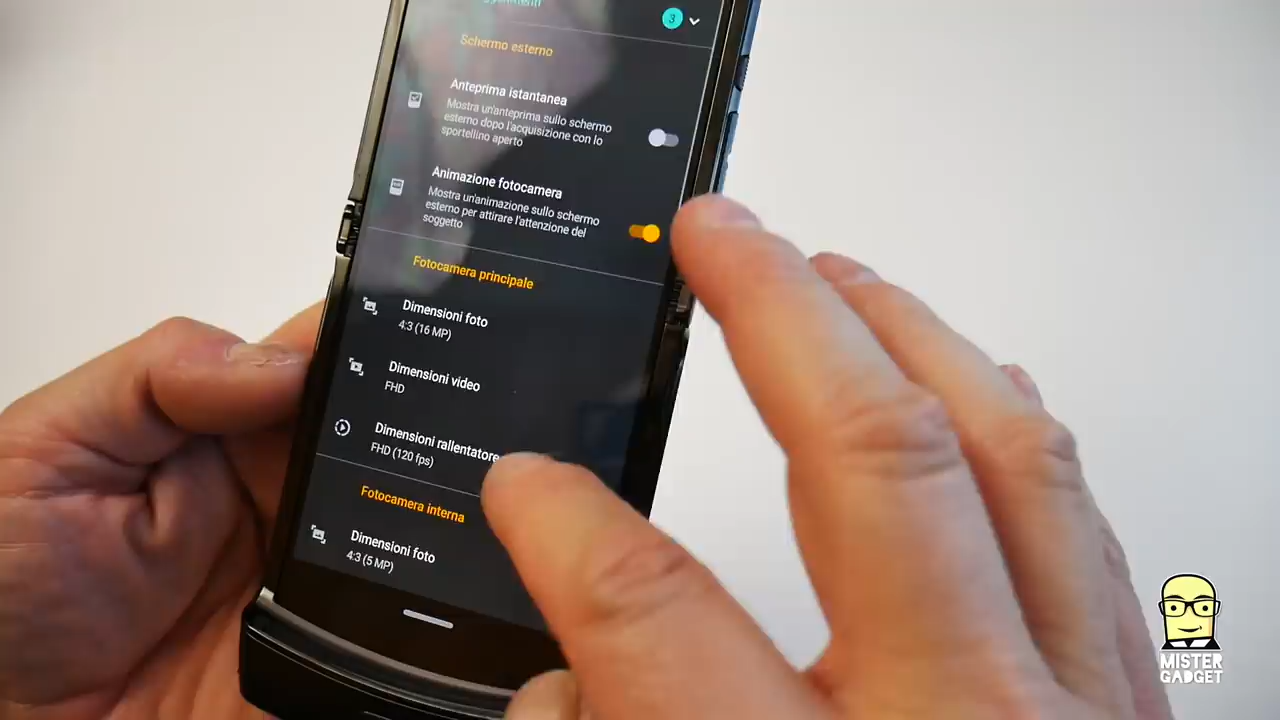 3
Schermo esterno
Anteprima istantanea
Mostra un'anteprima sullo schermo
esterno dopo l'acquisizione con lo
sportellino aperto
Animazione fotocamera
Mostra un'animazione sullo schermo
esterno per attirare l'attenzione del
soggetto
Fotocamera principale
Dimensioni foto
4:3 (16 MP)
Dimensioni video
FHD
Dimensioni rallentatore
FHD (120 fps)
Fotocamera interna
Dimensioni foto
4:3 (5 MP)
MISTER
GADGET